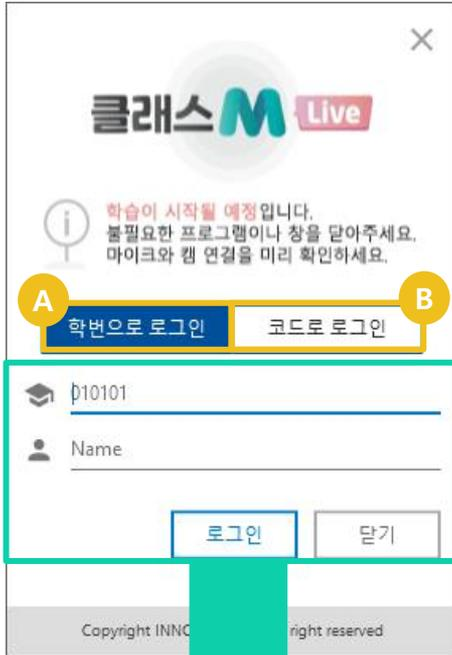 클래스M Live
학습이 시작될 예정입니다.
불필요한 프로그램이나 창을 닫아주세요.
마이크와 캠 연결을 미리 확인하세요.
A
B
학번으로 로그인
코드로 로그인
010101
Name
로그인
닫기
Copyright INNO right reserved